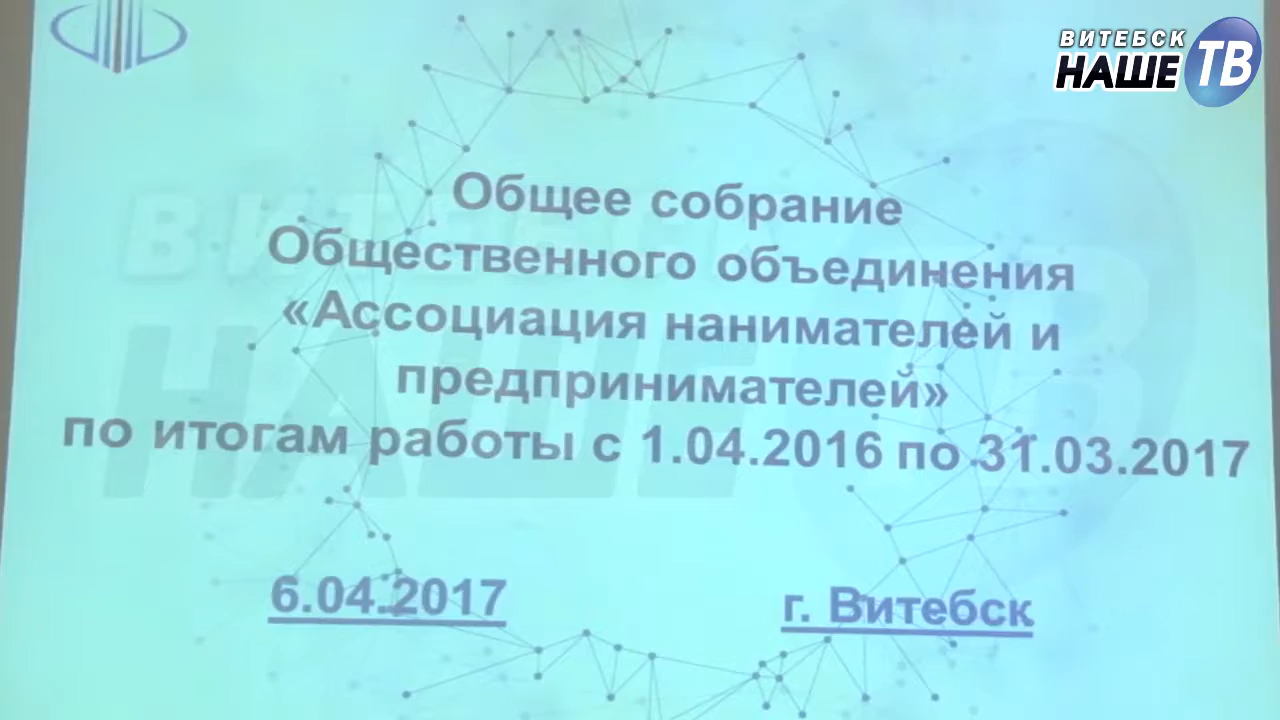 ВИТЕБСК
НАШЕ ТВ
Общее собрание
Общественного объединения
«Ассоциация нанимателей и
предпринимателей»
по итогам работы с 1.04.2016 по 31.03.2017
6.04.2017 г. Витебск